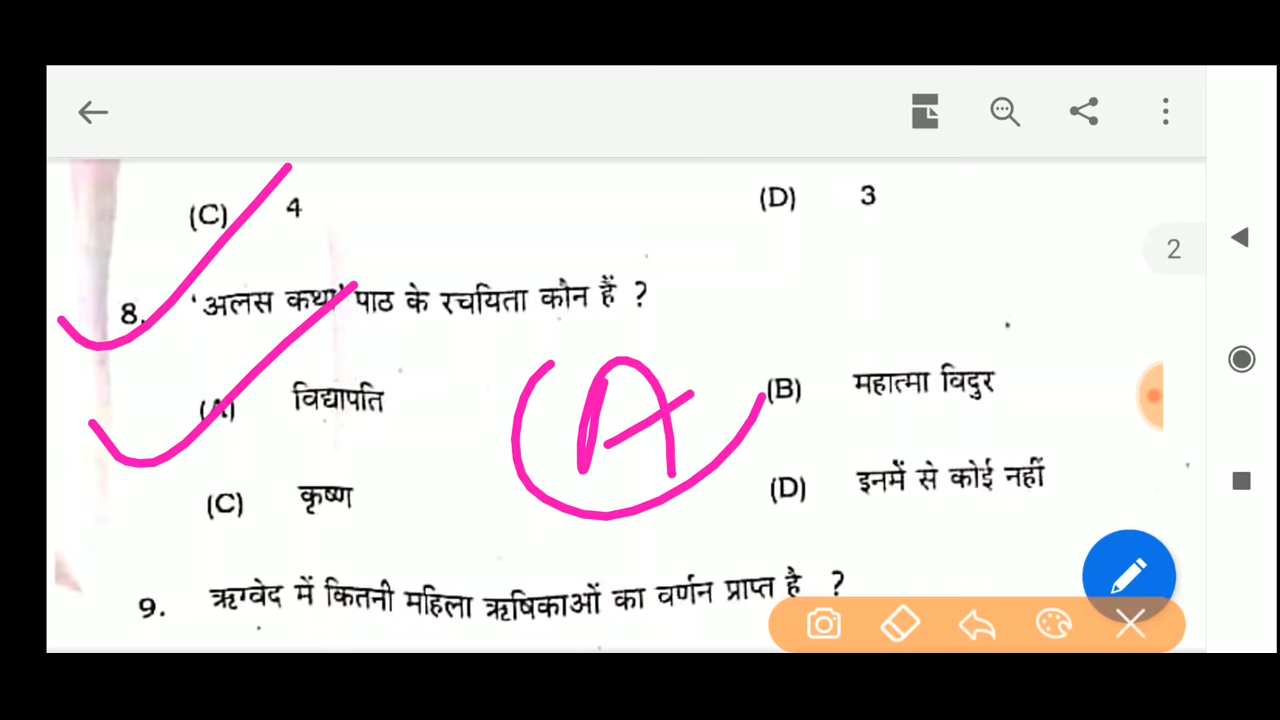 (C) 4 (D) 3
2
8. 'अलस कथा' पाठ के रचयिता कौन हैं ?
(A) विद्यापति (B) महात्मा विदुर
A
(C) कृष्ण (D) इनमें से कोई नहीं
9. ऋग्वेद में कितनी महिला ऋषिकाओं का वर्णन प्राप्त है ?